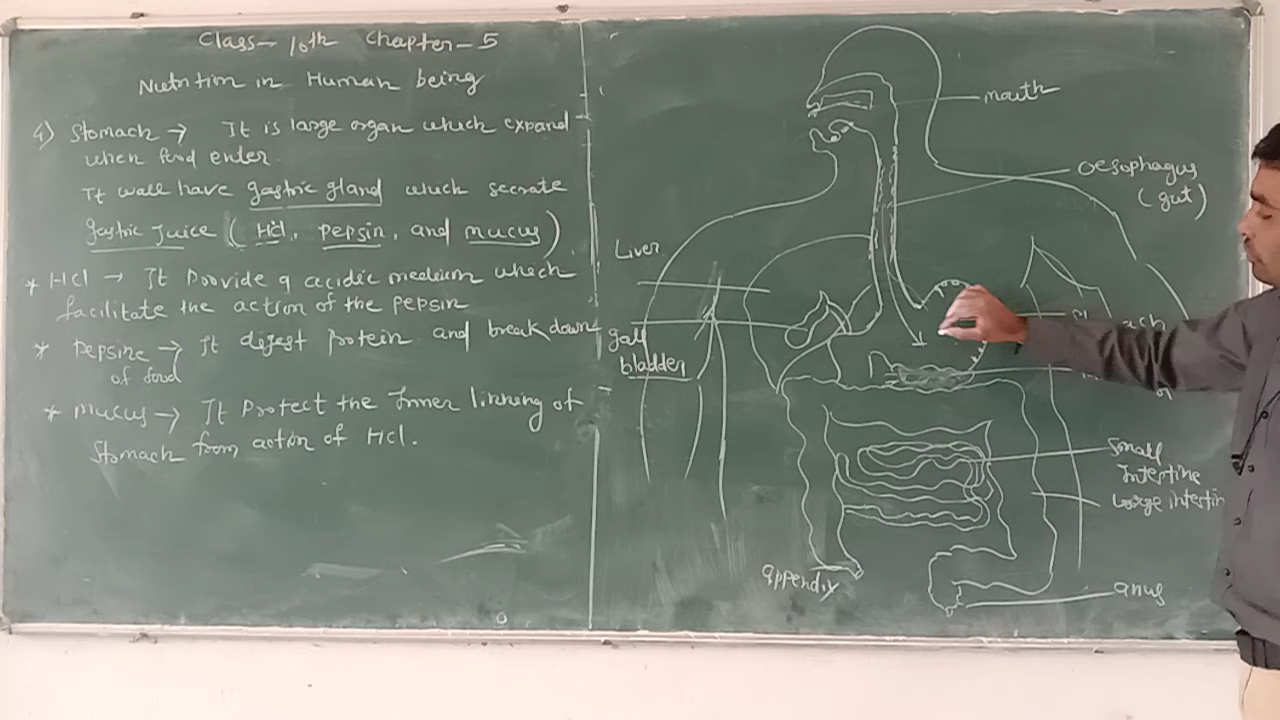 Class-10th Chapter-5
Nutrition in Human being
4) Stomach → It is large organ which expand
when food enter.
It wall have gastric gland which secrate
gastric Juice (Hcl, pepsin, and mucus)
* Hcl → It Provide a accidic medium which
facilitate the action of the pepsin
* Pepsine → It digest protein and break down
of food
* Mucus → It Protect the Inner linning of
Stomach from action of Hcl.
mouth
Oesophagus
(gut)
Liver
gall
bladder
Small
Intestine
Large intestin
appendix
anus